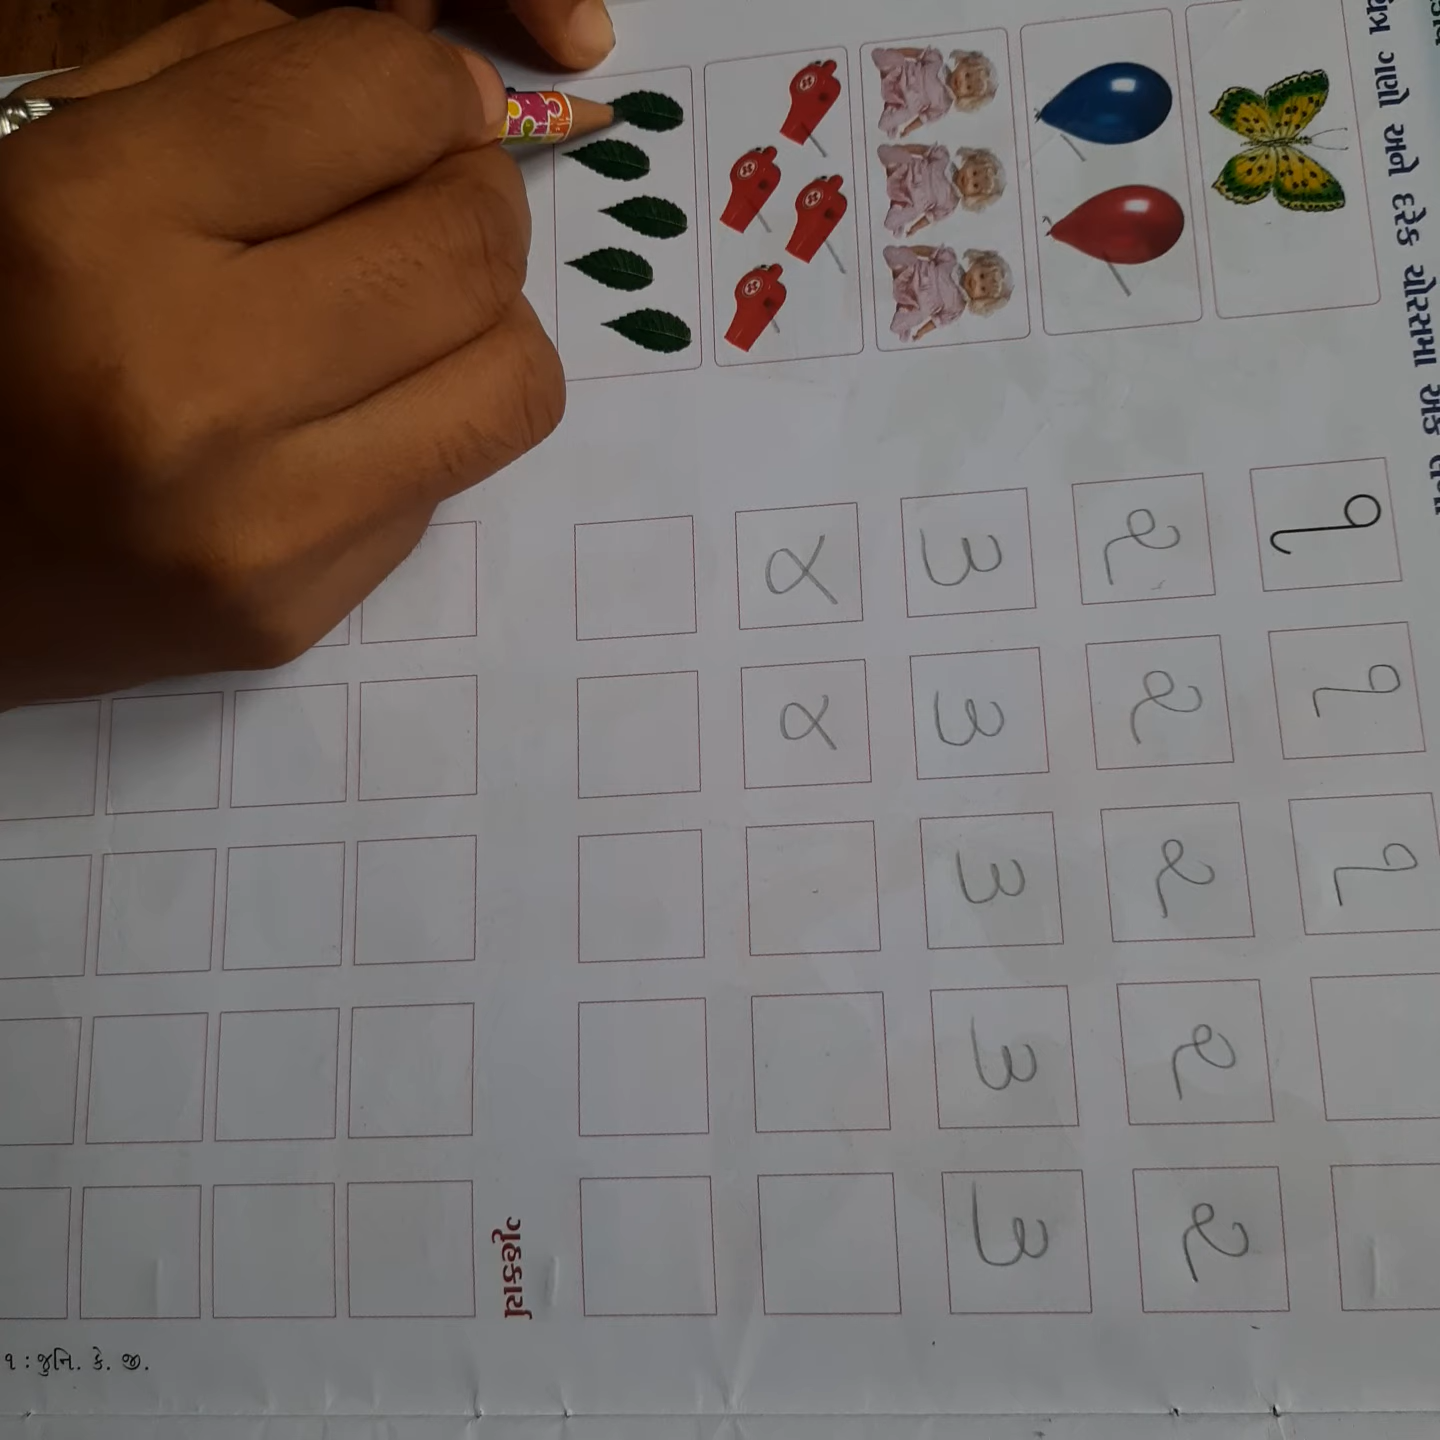 ચિત્ર ગણો અને દરેક ચોરસમા અંક
૧ ૧ ૧
૨ ૨ ૨ ૨ ૨
૩ ૩ ૩ ૩ ૩
૪ ૪
રાફકૉર્ટ
૧ : જુનિ. કે. જી.